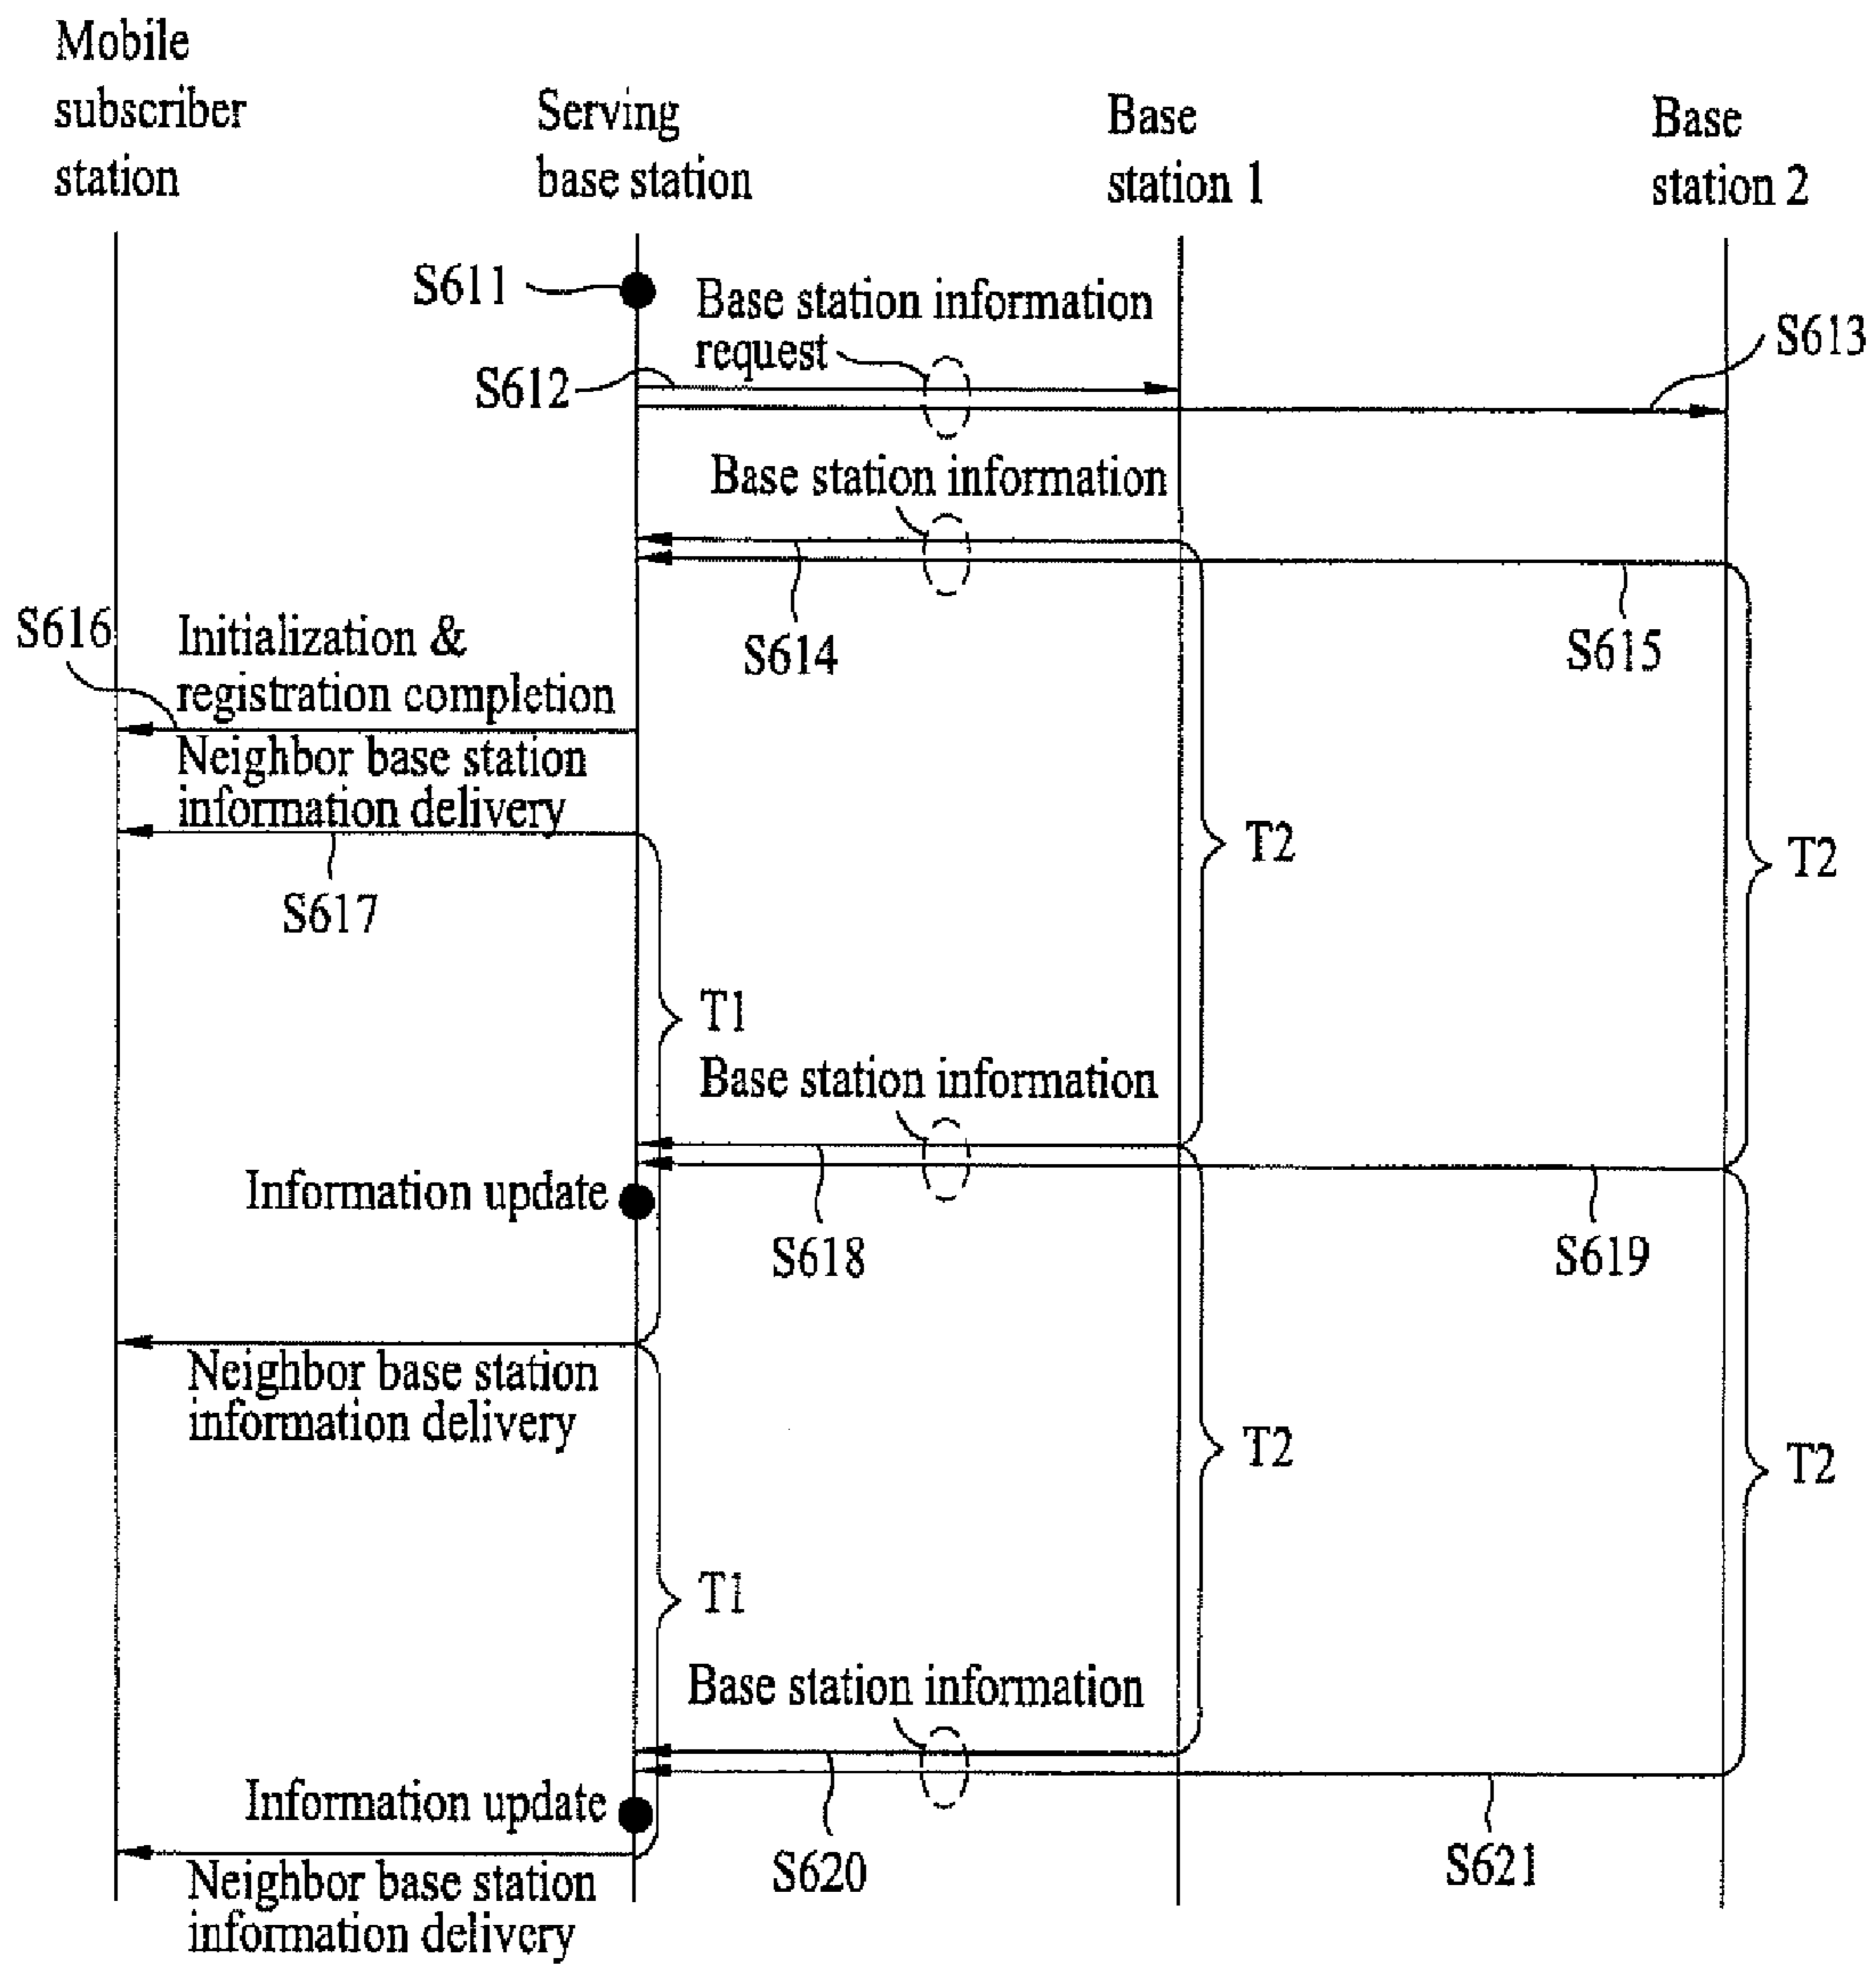 Mobile
subscriber
station
Serving
base station
Base
station 1
Base
station 2
S611
Base station information
request
S612
S613
Base station information
S614
S615
S616
Initialization &
registration completion
Neighbor base station
information delivery
S617
T2
T2
T1
Base station information
Information update
S618
S619
Neighbor base station
information delivery
T2
T2
T1
Base station information
Information update
S620
S621
Neighbor base station
information delivery